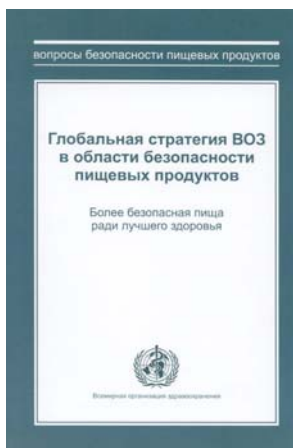 вопросы безопасности пищевых продуктов
Глобальная стратегия ВОЗ
в области безопасности
пищевых продуктов
Более безопасная пища
ради лучшего здоровья
Всемирная организация здравоохранения